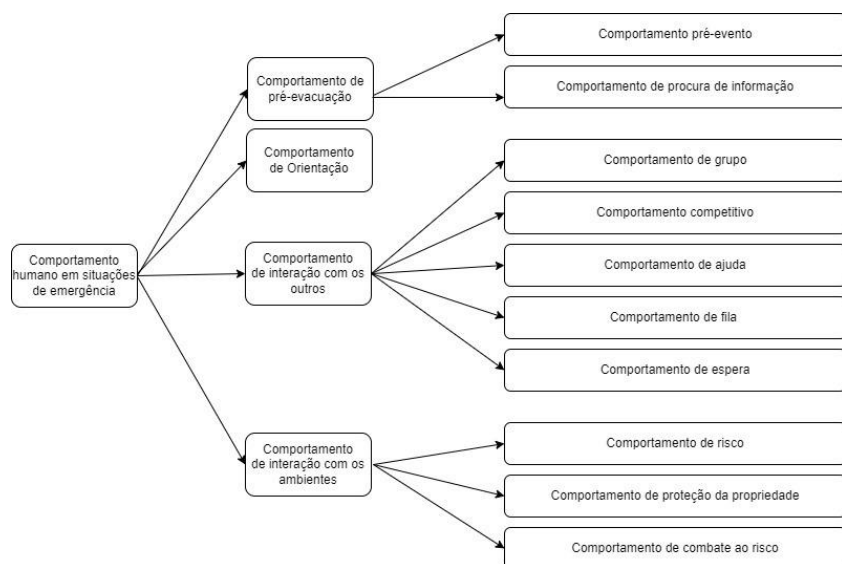 Comportamento
humano em situações
de emergência
Comportamento de
pré-evacuação
Comportamento pré-evento
Comportamento de procura de informação
Comportamento
de Orientação
Comportamento
de interação com os
outros
Comportamento de grupo
Comportamento competitivo
Comportamento de ajuda
Comportamento de fila
Comportamento de espera
Comportamento
de interação com os
ambientes
Comportamento de risco
Comportamento de proteção da propriedade
Comportamento de combate ao risco